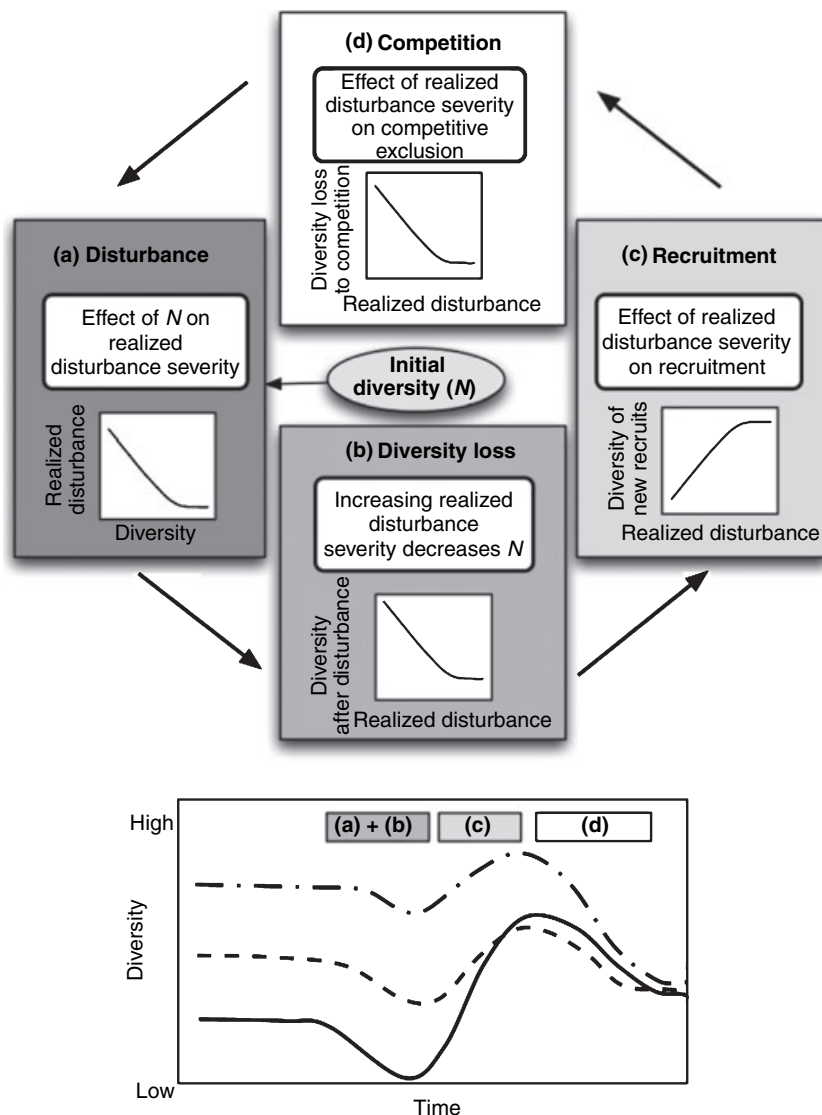 (d) Competition
Effect of realized
disturbance severity
on competitive
exclusion
Diversity loss
to competition
Realized disturbance
(a) Disturbance
Effect of N on
realized
disturbance severity
Realized
disturbance
Diversity
Initial
diversity (N)
(c) Recruitment
Effect of realized
disturbance severity
on recruitment
Diversity of
new recruits
Realized disturbance
(b) Diversity loss
Increasing realized
disturbance
severity decreases N
Diversity
after disturbance
Realized disturbance
High
(a) + (b)
(c)
(d)
Diversity
Low
Time